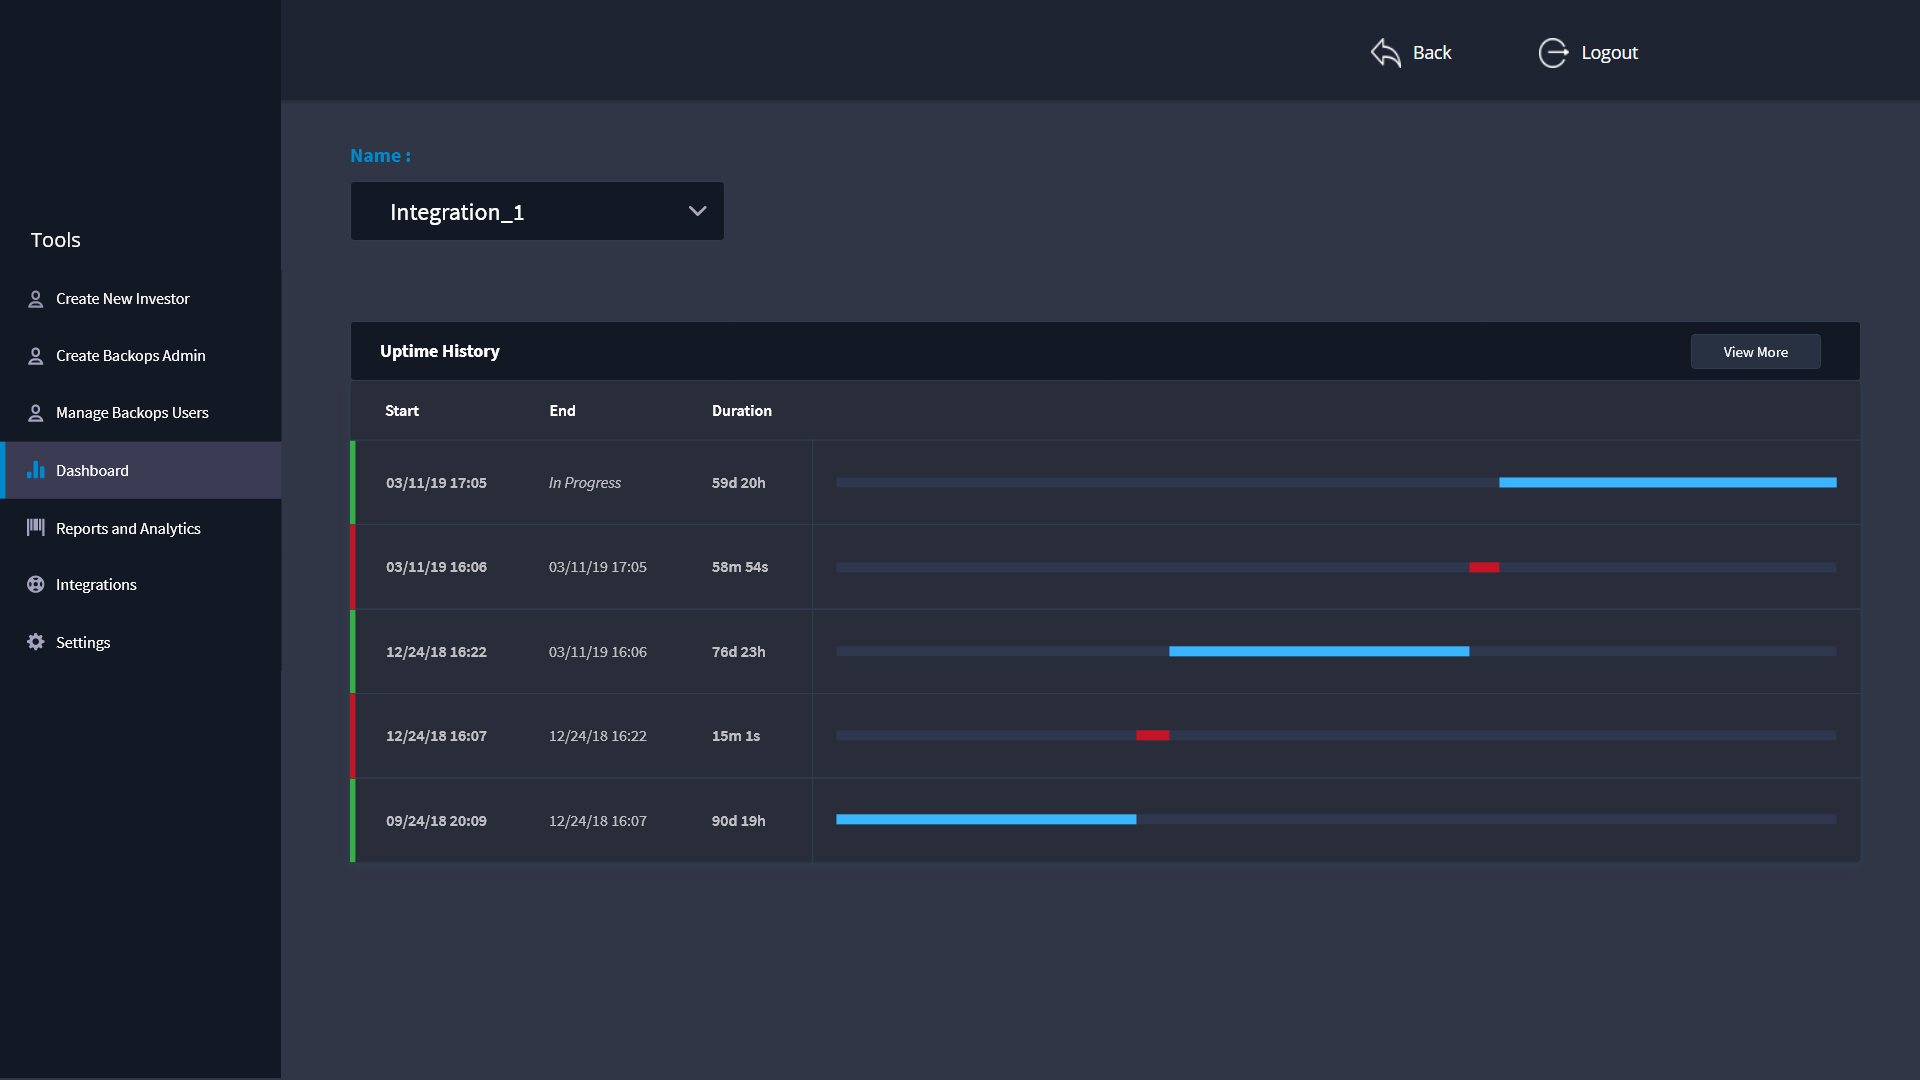 Back
Logout
Name :
Integration_1
Tools
Create New Investor
Create Backops Admin
Manage Backops Users
Dashboard
Reports and Analytics
Integrations
Settings
Uptime History
View More
Start End Duration
03/11/19 17:05 In Progress 59d 20h
03/11/19 16:06 03/11/19 17:05 58m 54s
12/24/18 16:22 03/11/19 16:06 76d 23h
12/24/18 16:07 12/24/18 16:22 15m 1s
09/24/18 20:09 12/24/18 16:07 90d 19h